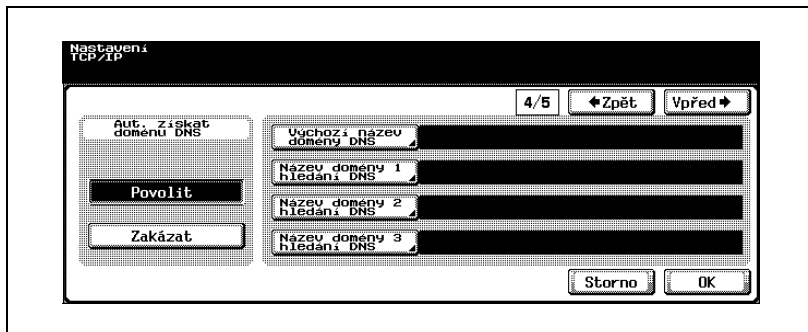 Nastavení
TCP/IP
4/5
Zpět
Vpřed
Aut. získat
doménu DNS
Povolit
Zakázat
Výchozí název
domény DNS
Název domény 1
hledání DNS
Název domény 2
hledání DNS
Název domény 3
hledání DNS
Storno
OK